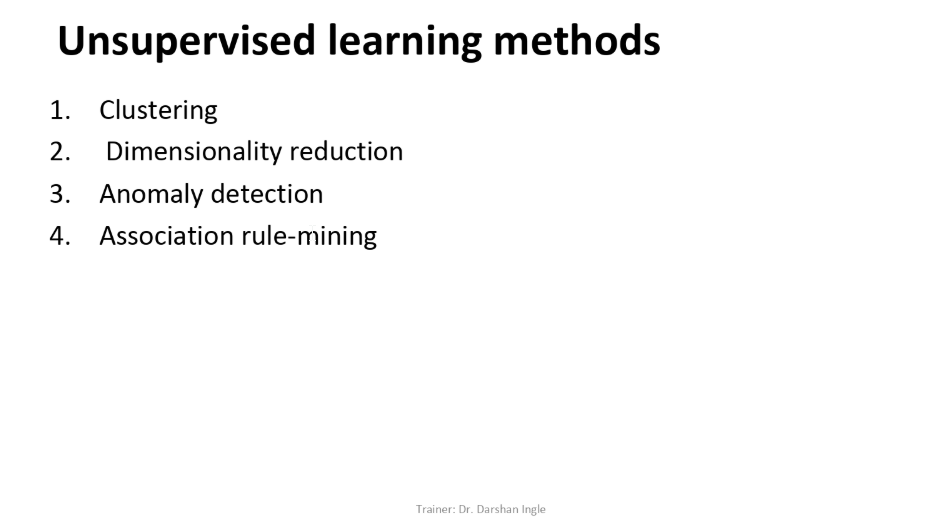 Unsupervised learning methods
1. Clustering
2. Dimensionality reduction
3. Anomaly detection
4. Association rule-mining
Trainer: Dr. Darshan Ingle